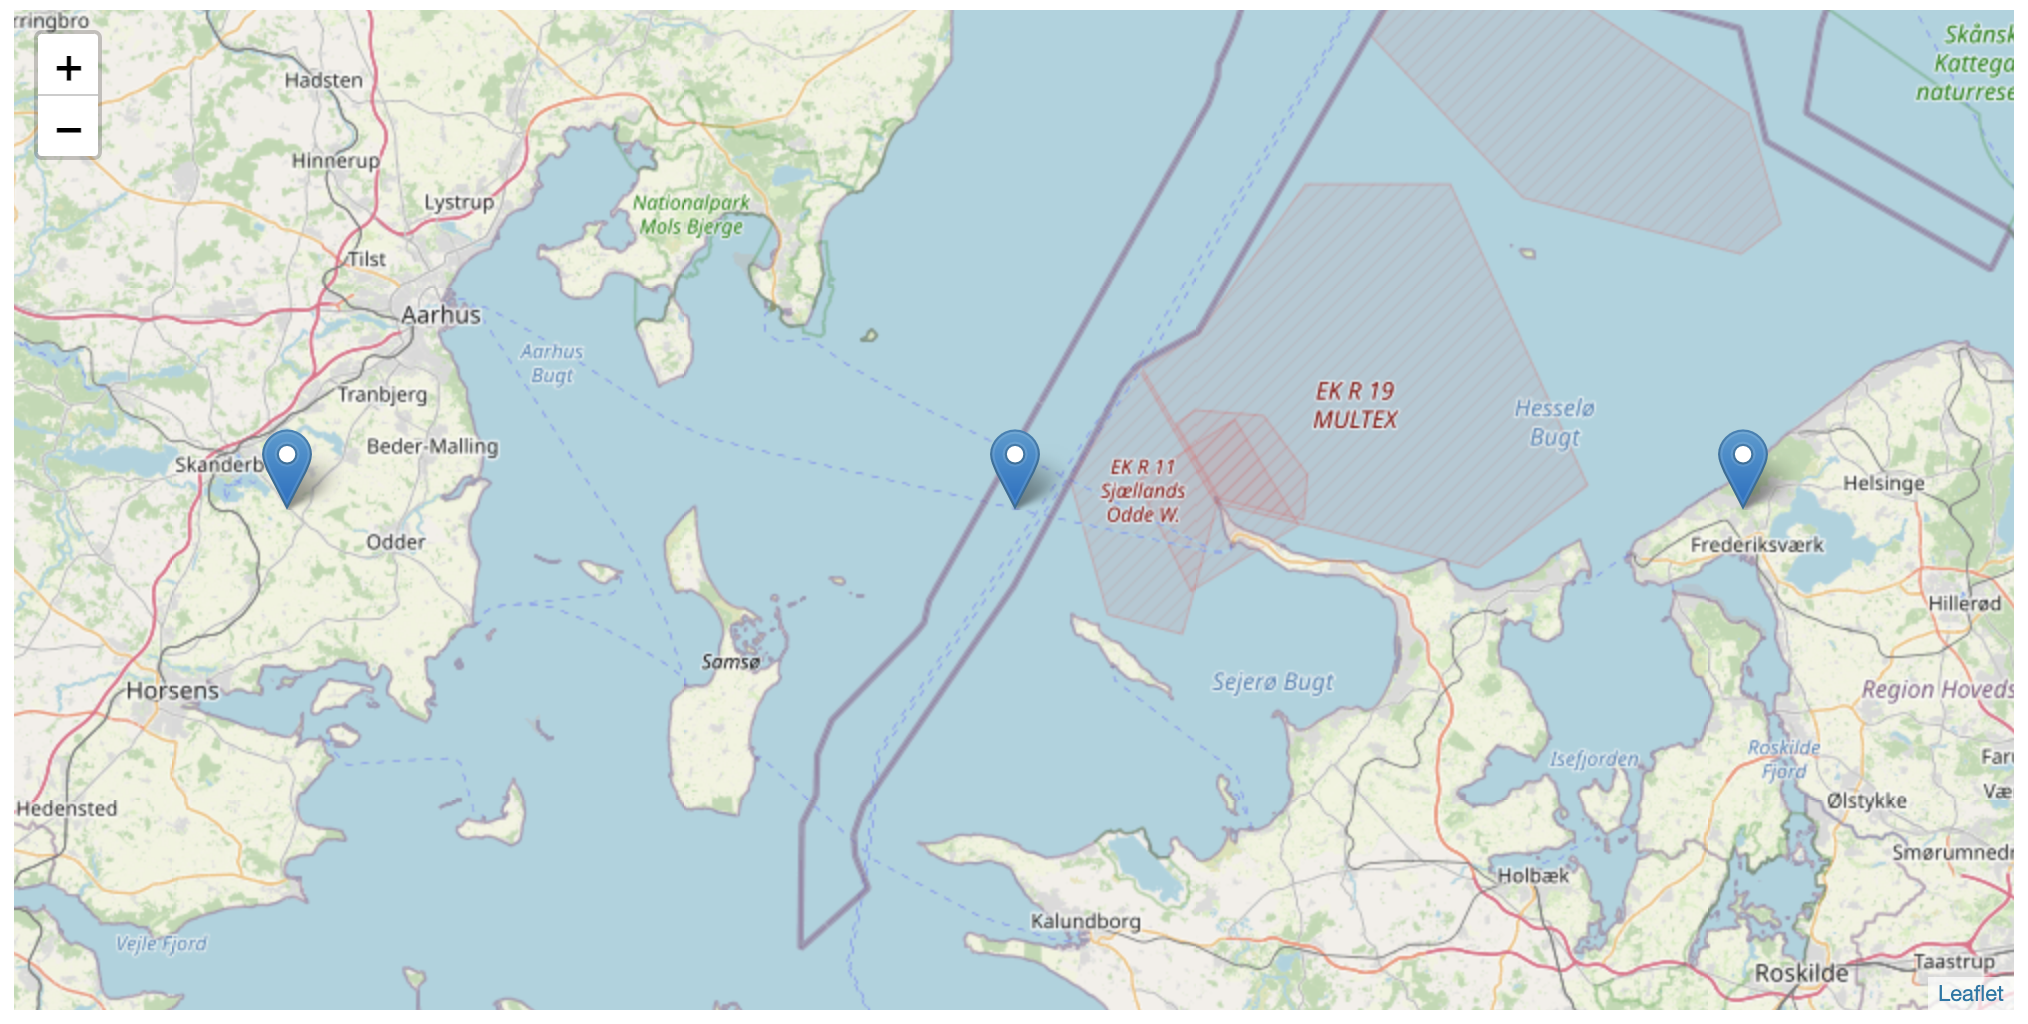 rringbro
+
−
Hadsten
Hinnerup
Lystrup
Nationalpark
Mols Bjerge
Skånsk
Kattega
naturrese
Tilst
Aarhus
Aarhus
Bugt
Tranbjerg
Beder-Malling
Skanderb
EK R 19
MULTEX
Hesselø
Bugt
EK R 11
Sjællands
Odde W.
Helsinge
Odder
Frederiksværk
Hillerød
Samsø
Horsens
Sejerø Bugt
Region Hoveds
Isefjorden
Roskilde
Fjord
Hedensted
Ølstykke
Far
Væ
Smørumned
Holbæk
Kalundborg
Vejle Fjord
Roskilde
Taastrup
Leaflet